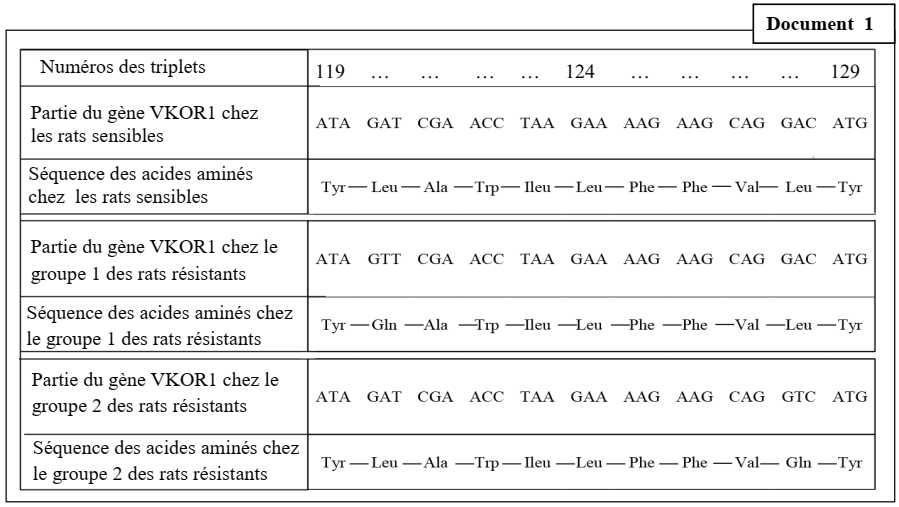 Document 1
Numéros des triplets 119 ... ... ... ... 124 ... ... ... ... 129
Partie du gène VKOR1 chez
les rats sensibles
ATA GAT CGA ACC TAA GAA AAG AAG CAG GAC ATG
Séquence des acides aminés
chez les rats sensibles
Tyr — Leu — Ala — Trp — Ileu — Leu — Phe — Phe — Val — Leu — Tyr
Partie du gène VKOR1 chez le
groupe 1 des rats résistants
ATA GTT CGA ACC TAA GAA AAG AAG CAG GAC ATG
Séquence des acides aminés chez
le groupe 1 des rats résistants
Tyr — Gln — Ala — Trp — Ileu — Leu — Phe — Phe — Val — Leu — Tyr
Partie du gène VKOR1 chez le
groupe 2 des rats résistants
ATA GAT CGA ACC TAA GAA AAG AAG CAG GTC ATG
Séquence des acides aminés chez
le groupe 2 des rats résistants
Tyr — Leu — Ala — Trp — Ileu — Leu — Phe — Phe — Val — Gln — Tyr